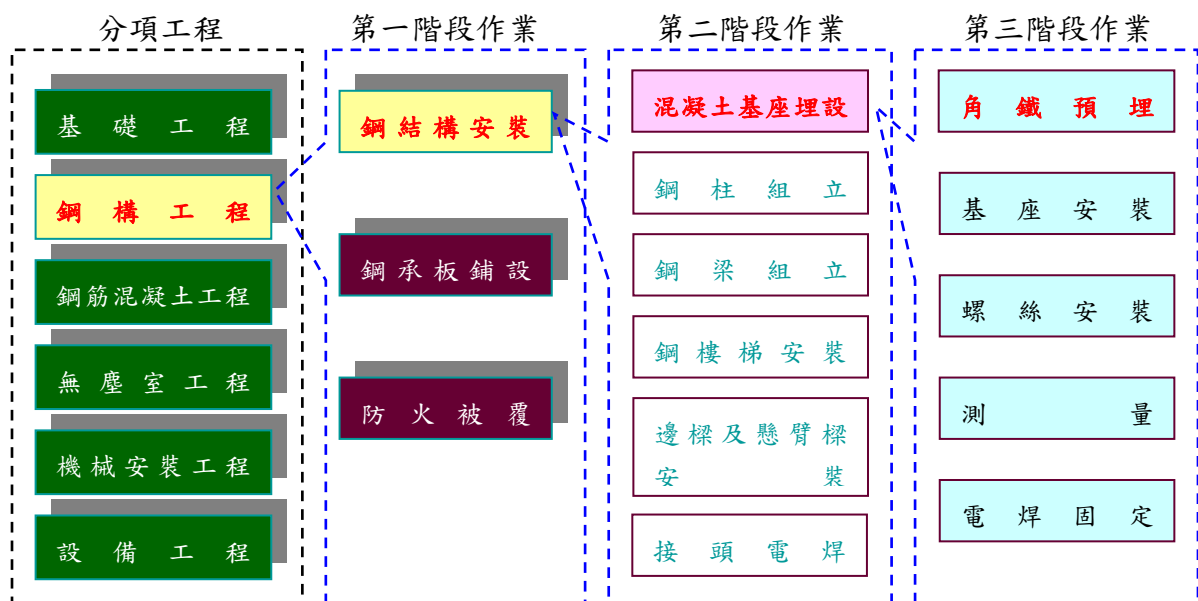 分項工程
基礎工程
鋼構工程
鋼筋混凝土工程
無塵室工程
機械安裝工程
設備工程
第一階段作業
鋼結構安裝
鋼承板鋪設
防火被覆
第二階段作業
混凝土基座埋設
鋼柱組立
鋼梁組立
鋼樓梯安裝
邊樑及懸臂樑
安裝
接頭電焊
第三階段作業
角鐵預埋
基座安裝
螺絲安裝
測量
電焊固定